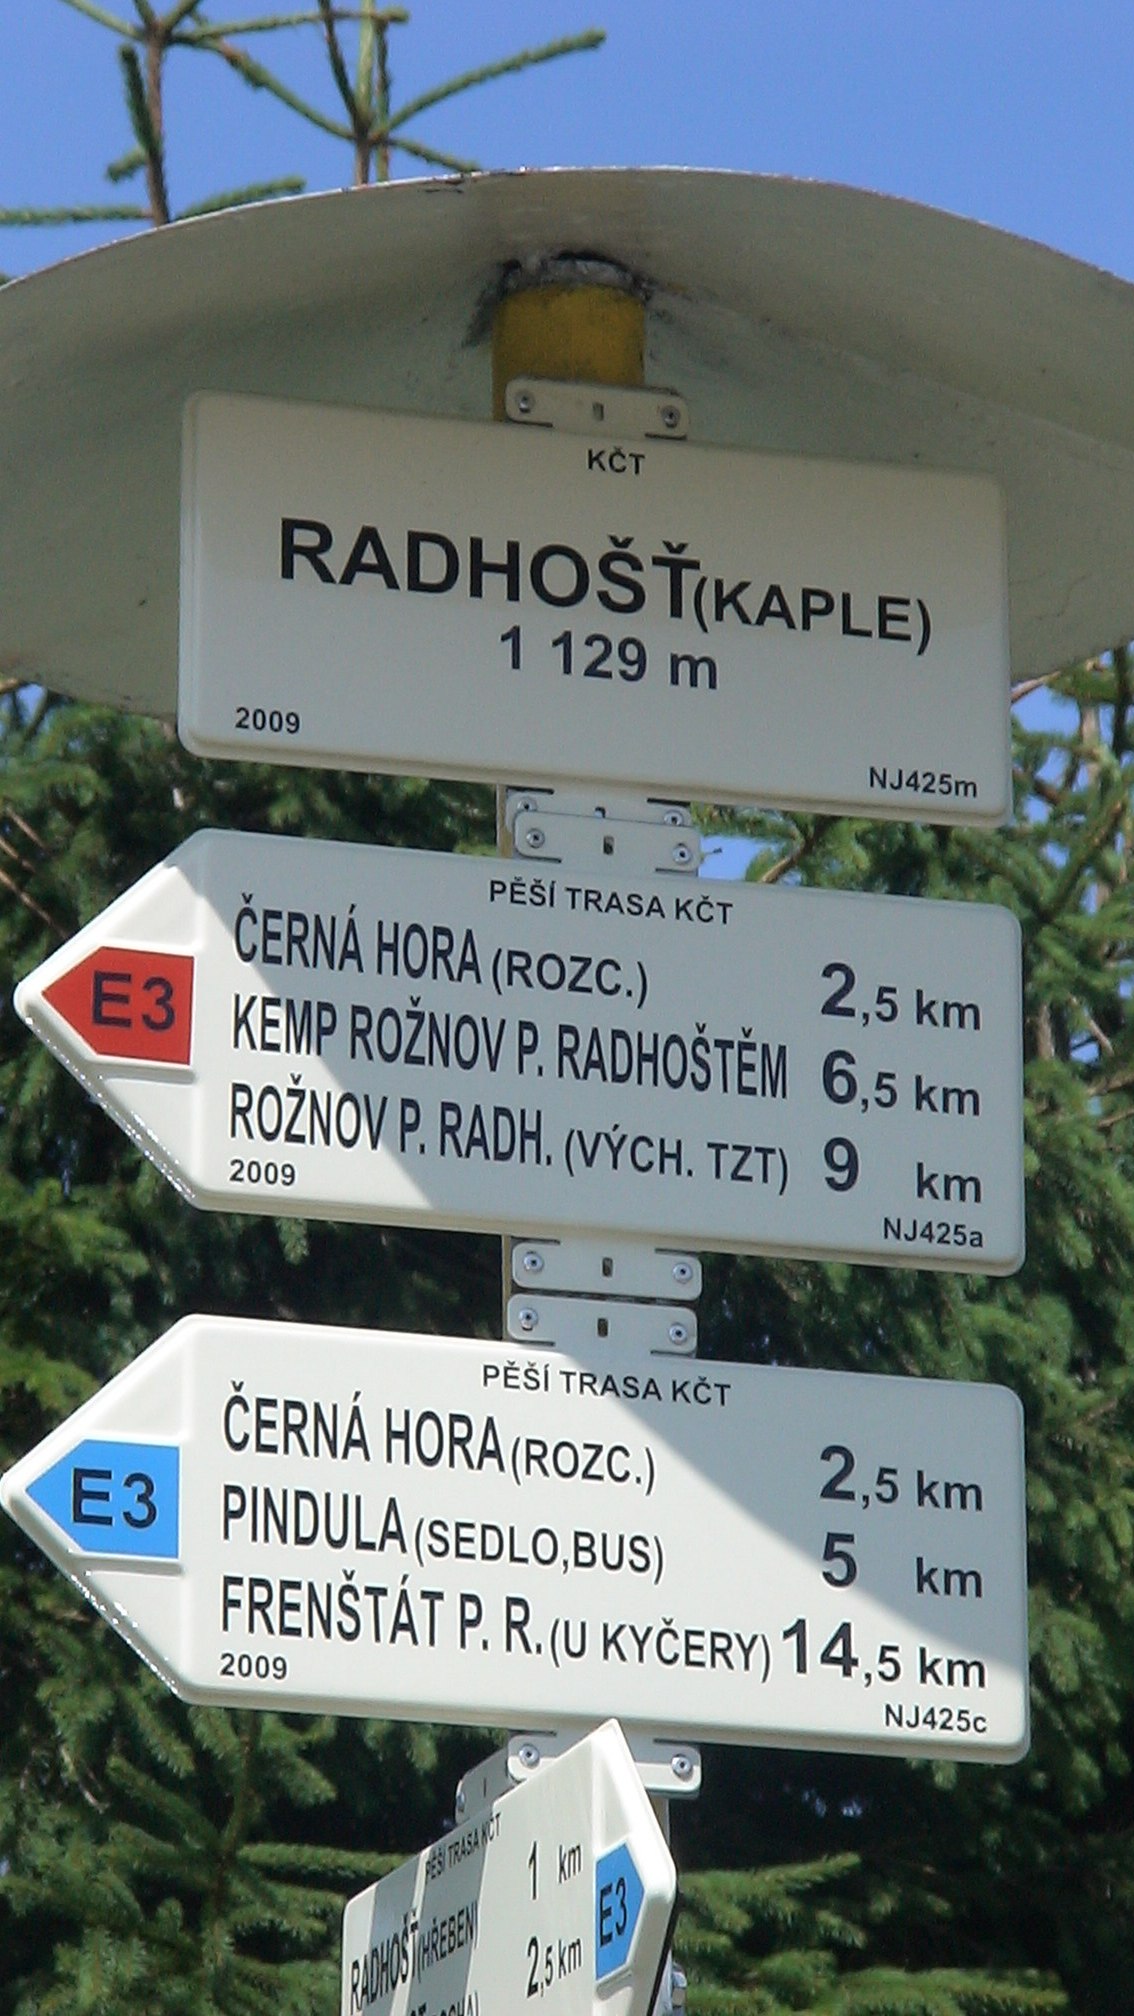 KČT
RADHOŠŤ(KAPLE)
1 129 m
2009
NJ425m
PĚŠÍ TRASA KČT
E3
ČERNÁ HORA (ROZC.) 2,5 km
KEMP ROŽNOV P. RADHOŠTĚM 6,5 km
ROŽNOV P. RADH. (VÝCH. TZT) 9 km
2009
NJ425a
PĚŠÍ TRASA KČT
E3
ČERNÁ HORA (ROZC.) 2,5 km
PINDULA (SEDLO,BUS) 5 km
FRENŠTÁT P. R. (U KYČERY) 14,5 km
2009
NJ425c
PĚŠÍ TRASA KČT
RADHOŠŤ(HŘEBEN) 1 km
2,5 km
E3